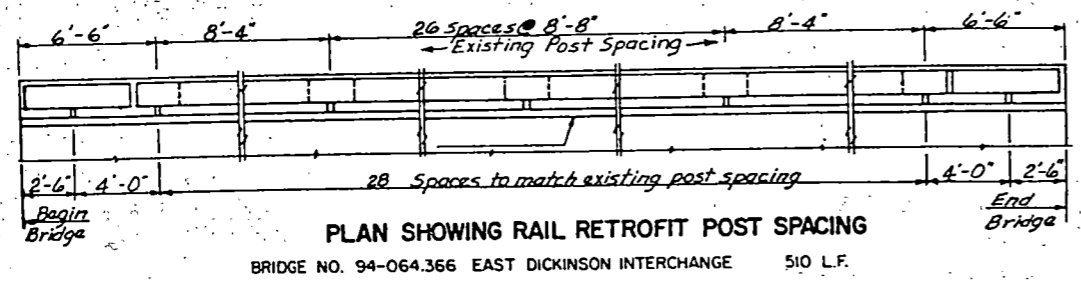 6'-6" 8'-4" 26 Spaces@ 8'-8" 8'-4" 6'-6"
Existing Post Spacing
2'-6" 4'-0" 28 Spaces to match existing post spacing 4'-0" 2'-6"
Begin End
Bridge Bridge
PLAN SHOWING RAIL RETROFIT POST SPACING
BRIDGE NO. 94-064.366 EAST DICKINSON INTERCHANGE 510 L.F.